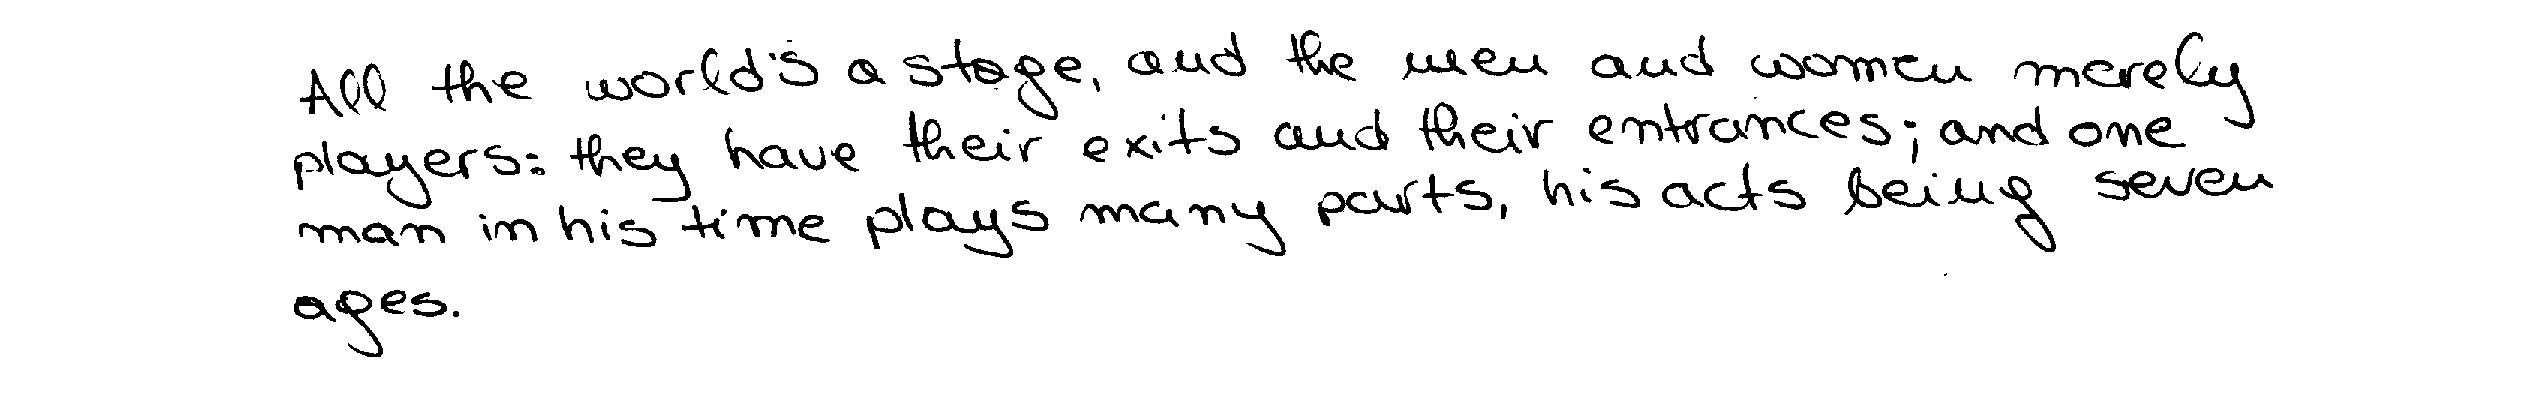 All the world's a stage, and the men and women merely
players: they have their exits and their entrances; and one
man in his time plays many parts, his acts being seven
ages.